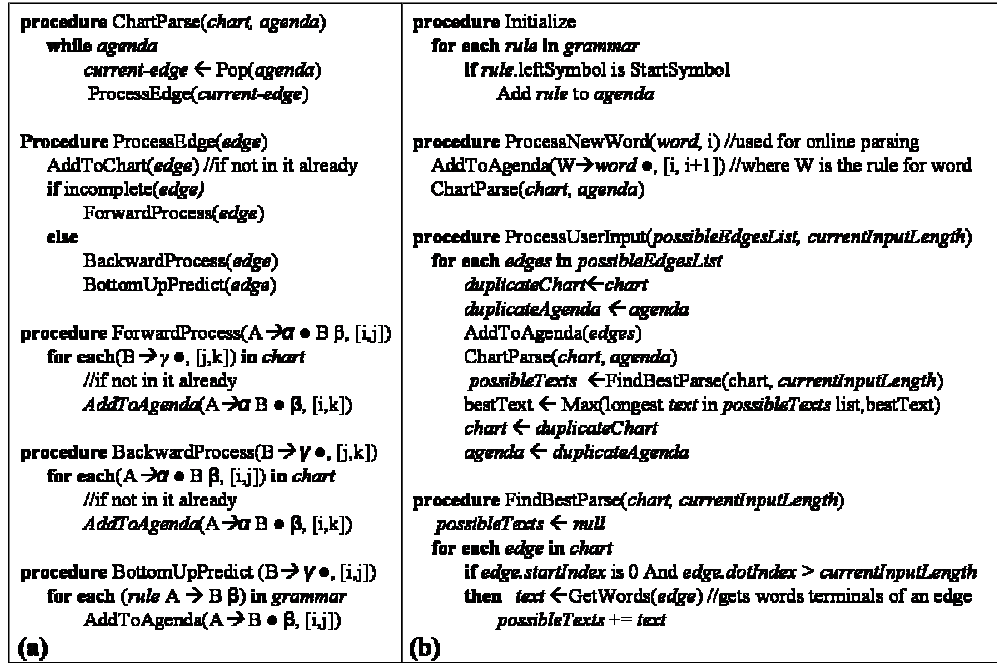 procedure ChartParse(chart, agenda)
while agenda
current-edge ← Pop(agenda)
ProcessEdge(current-edge)
Procedure ProcessEdge(edge)
AddToChart(edge) //if not in it already
if incomplete(edge)
ForwardProcess(edge)
else
BackwardProcess(edge)
BottomUpPredict(edge)
procedure ForwardProcess(A→α • B β, [i,j])
for each(B→ γ •, [j,k]) in chart
//if not in it already
AddToAgenda(A→α B • β, [i,k])
procedure BackwardProcess(B→ γ •, [j,k])
for each(A→α • B β, [i,j]) in chart
//if not in it already
AddToAgenda(A→α B • β, [i,k])
procedure BottomUpPredict (B→ γ •, [i,j])
for each (rule A → B β) in grammar
AddToAgenda(A→ B • β, [i,j])
(a)
procedure Initialize
for each rule in grammar
if rule.leftSymbol is StartSymbol
Add rule to agenda
procedure ProcessNewWord(word, i) //used for online parsing
AddToAgenda(W→word •, [i, i+1]) //where W is the rule for word
ChartParse(chart, agenda)
procedure ProcessUserInput(possibleEdgesList, currentInputLength)
for each edges in possibleEdgesList
duplicateChart←chart
duplicateAgenda ← agenda
AddToAgenda(edges)
ChartParse(chart, agenda)
possibleTexts ←FindBestParse(chart, currentInputLength)
bestText ← Max(longest text in possibleTexts list,bestText)
chart ← duplicateChart
agenda ← duplicateAgenda
procedure FindBestParse(chart, currentInputLength)
possibleTexts ← null
for each edge in chart
if edge.startIndex is 0 And edge.dotIndex > currentInputLength
then text ←GetWords(edge) //gets words terminals of an edge
possibleTexts += text
(b)